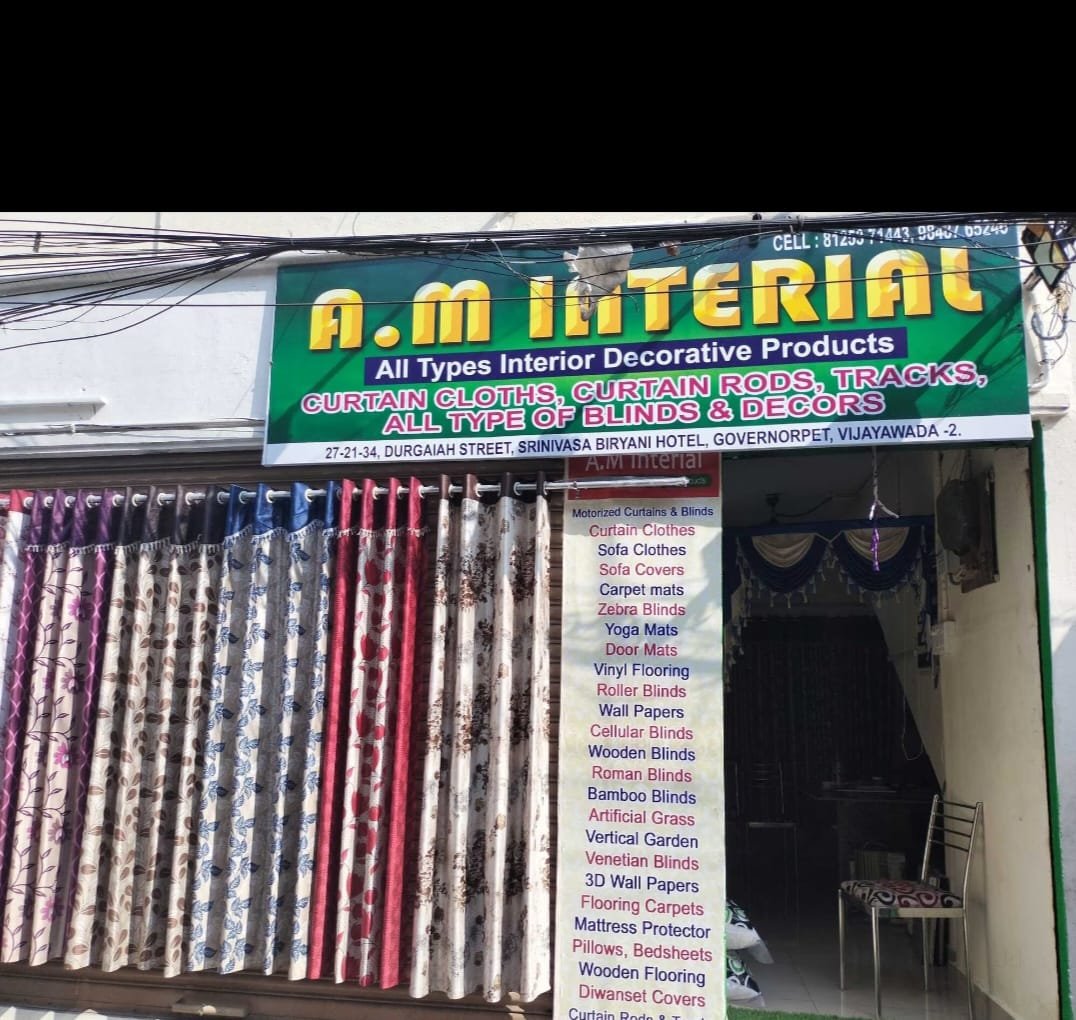 CELL : 81253 71443, 98487 65246
A.M INTERIAL
All Types Interior Decorative Products
CURTAIN CLOTHS, CURTAIN RODS, TRACKS,
ALL TYPE OF BLINDS & DECORS
27-21-34, DURGAIAH STREET, SRINIVASA BIRYANI HOTEL, GOVERNORPET, VIJAYAWADA -2.
A.M Interial
Motorized Curtains & Blinds
Curtain Clothes
Sofa Clothes
Sofa Covers
Carpet mats
Zebra Blinds
Yoga Mats
Door Mats
Vinyl Flooring
Roller Blinds
Wall Papers
Cellular Blinds
Wooden Blinds
Roman Blinds
Bamboo Blinds
Artificial Grass
Vertical Garden
Venetian Blinds
3D Wall Papers
Flooring Carpets
Mattress Protector
Pillows, Bedsheets
Wooden Flooring
Diwanset Covers
Curtain Rods &